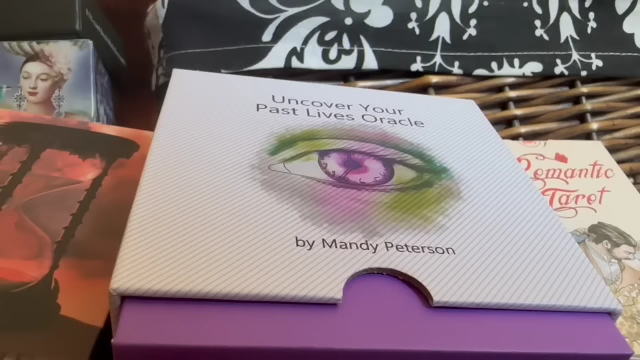 Uncover Your
Past Lives Oracle
by Mandy Peterson
Romantic
Tarot